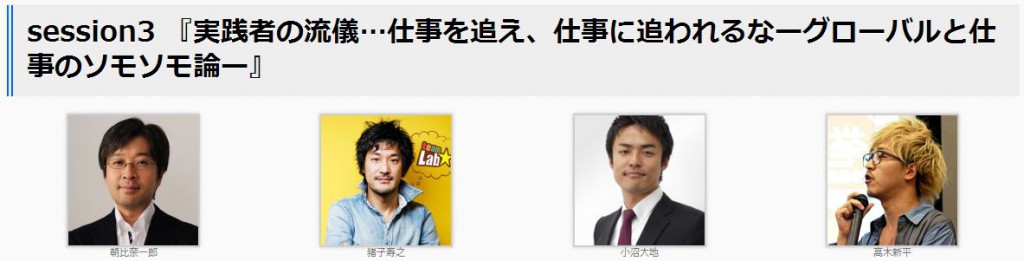 session3 『実践者の流儀…仕事を追え、仕事に追われるなーグローバルと仕
事のソモソモ論ー』
team
Lab★
朝比奈一郎
猪子寿之
小沼大地
高木新平